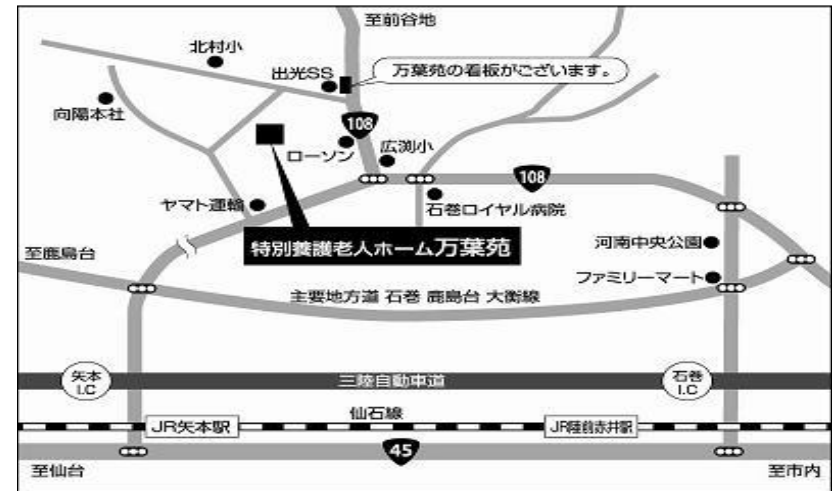 至前谷地
北村小
出光SS
万葉苑の看板がございます。
向陽本社
108
ローソン
広渕小
108
ヤマト運輸
石巻ロイヤル病院
特別養護老人ホーム万葉苑
河南中央公園
至鹿島台
ファミリーマート
主要地方道 石巻 鹿島台 大衡線
矢本
I.C
三陸自動車道
石巻
I.C
仙石線
JR矢本駅
JR陸前赤井駅
45
至仙台
至市内